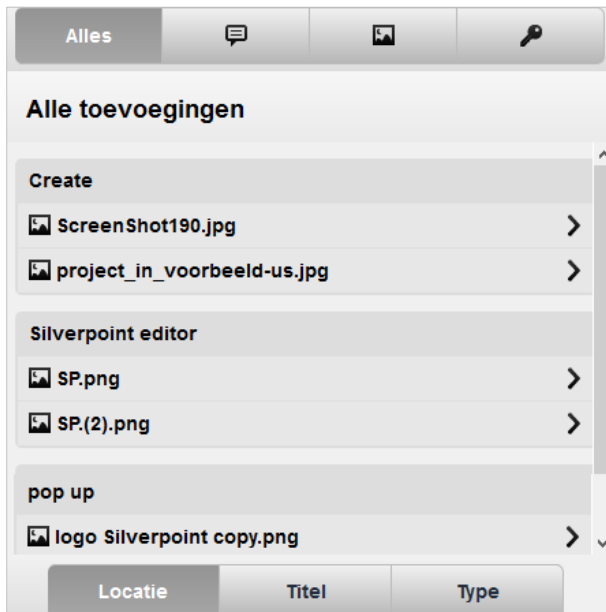 Alles
Alle toevoegingen
Create
ScreenShot190.jpg
project_in_voorbeeld-us.jpg
Silverpoint editor
SP.png
SP.(2).png
pop up
logo Silverpoint copy.png
Locatie Titel Type